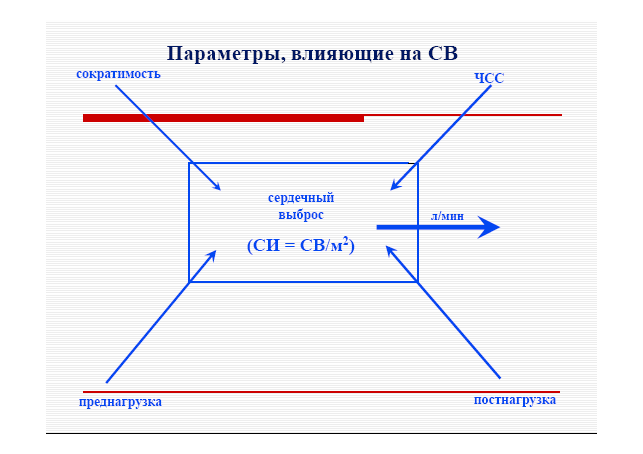 Параметры, влияющие на СВ
сократимость
ЧСС
сердечный
выброс
л/мин
(СИ = СВ/м²)
преднагрузка
постнагрузка